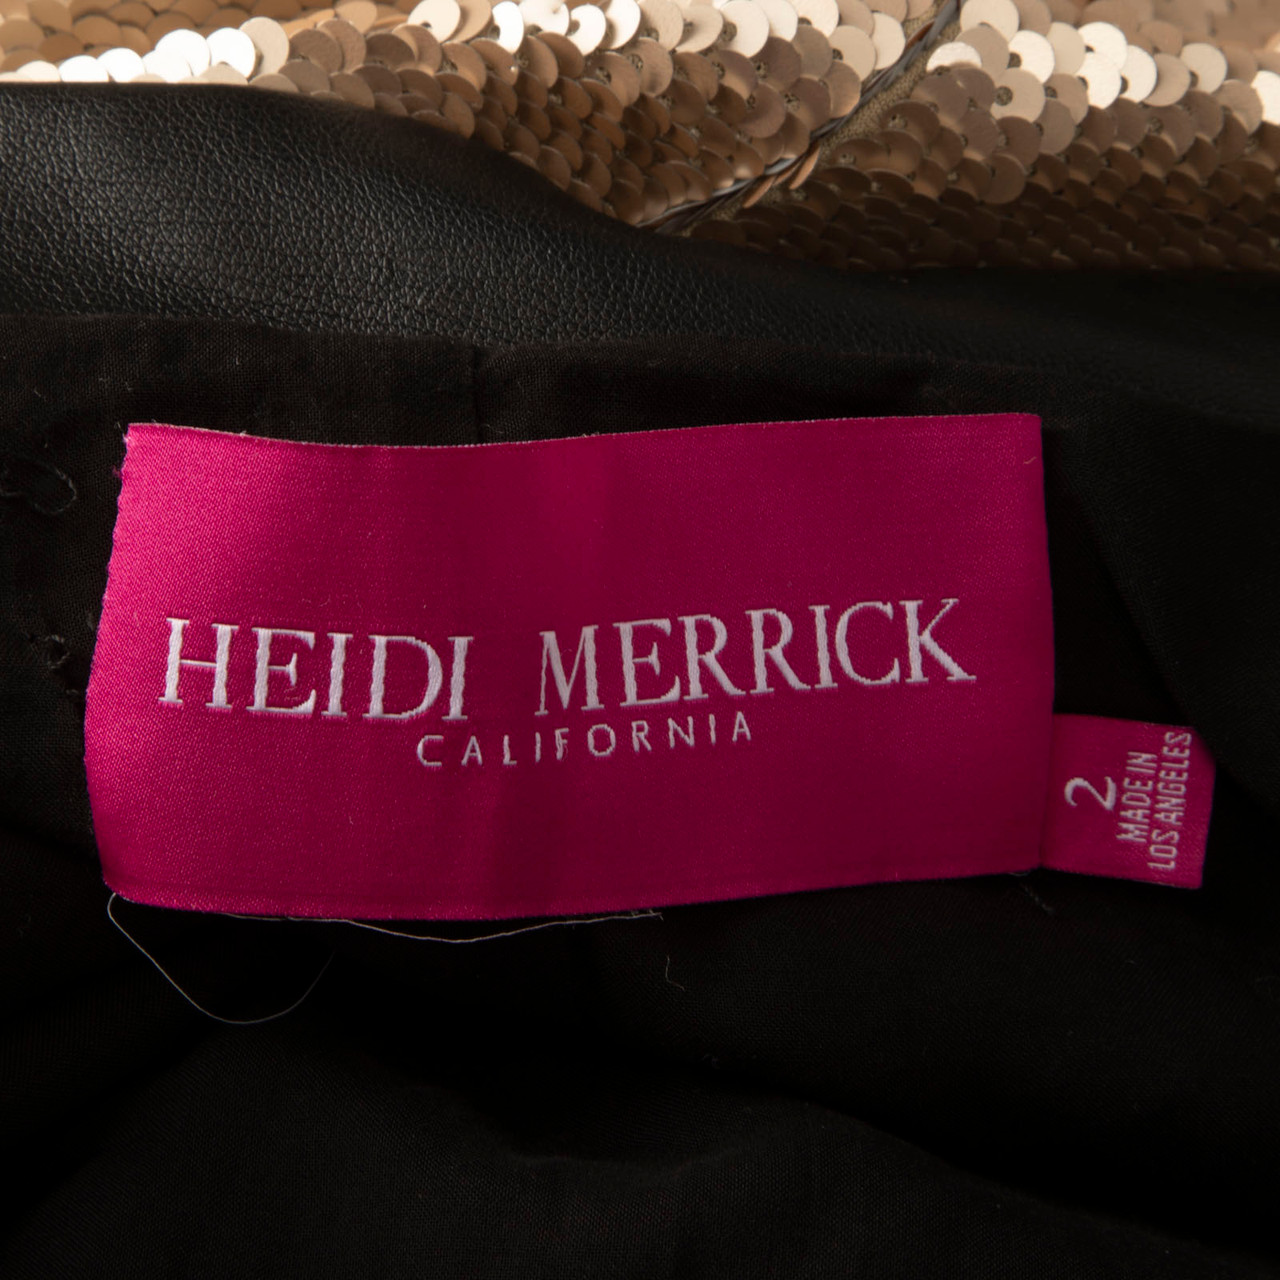 HEIDI MERRICK
CALIFORNIA
2
MADE IN
LOS ANGELES